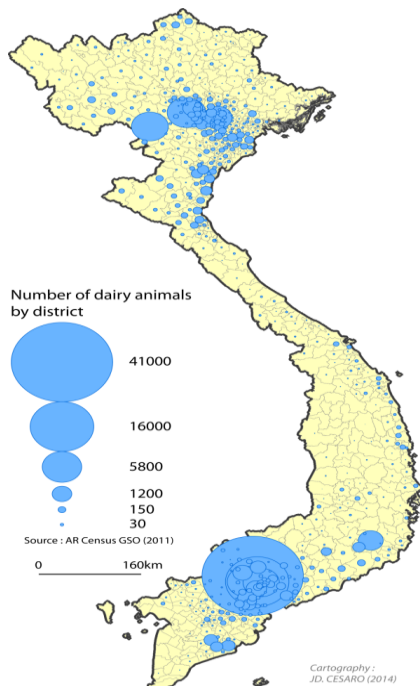 Number of dairy animals
by district
41000
16000
5800
1200
150
30
Source : AR Census GSO (2011)
0 160km
Cartography :
JD, CESARO (2014)